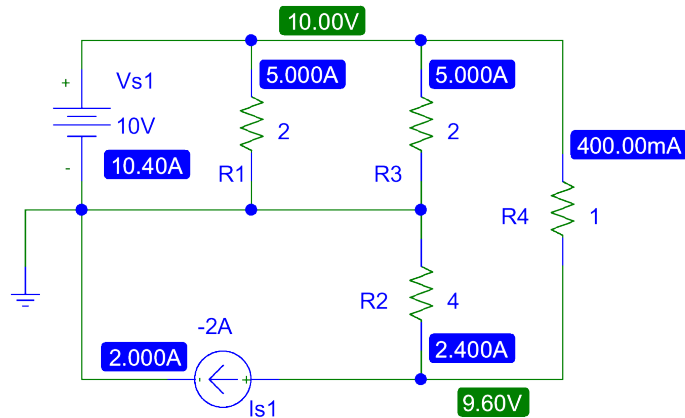 10.00V
5.000A
5.000A
+
Vs1
10V
2
2
400.00mA
-
10.40A
R1
R3
R4
1
R2
4
-2A
2.000A
2.400A
-
+
Is1
9.60V